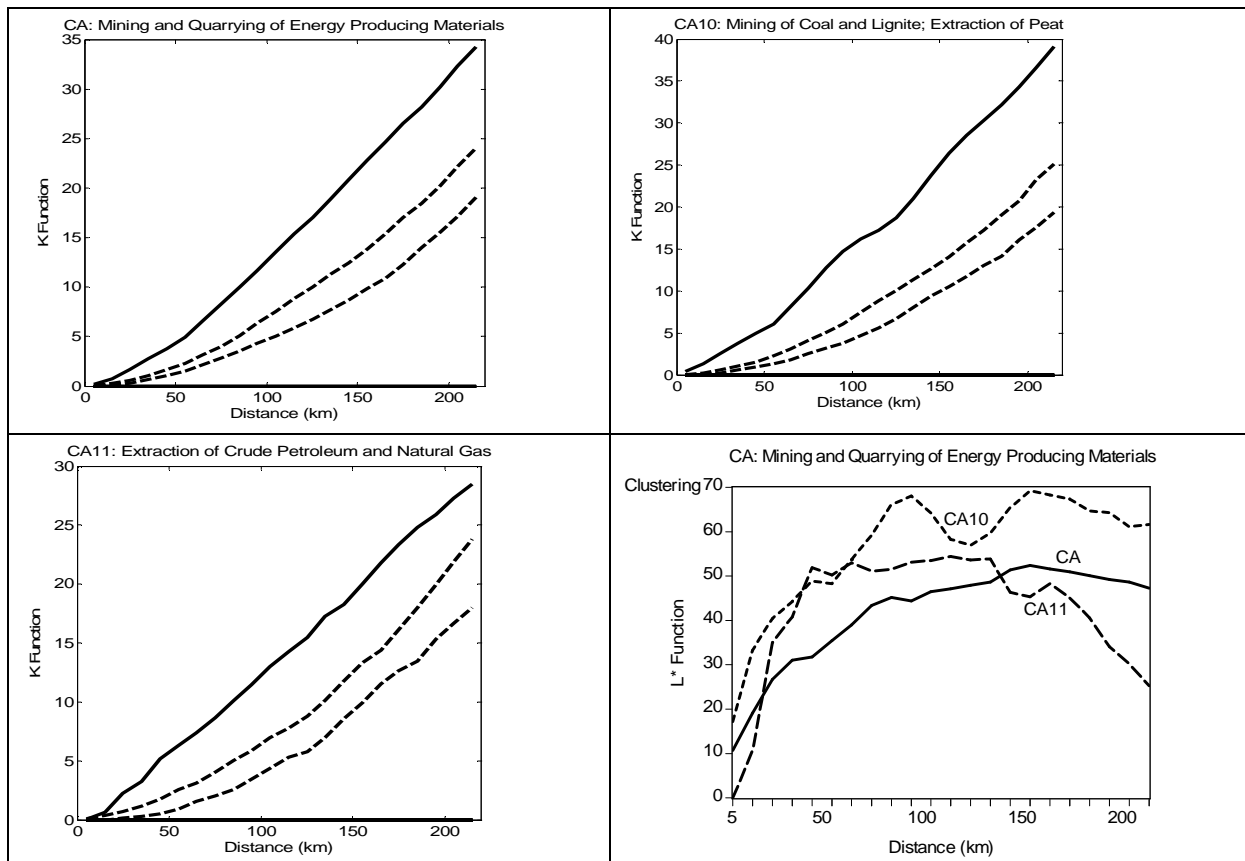 CA: Mining and Quarrying of Energy Producing Materials
35
30
25
20
15
10
5
0
K Function
0 50 100 150 200
Distance (km)
CA10: Mining of Coal and Lignite; Extraction of Peat
40
35
30
25
20
15
10
5
0
K Function
0 50 100 150 200
Distance (km)
CA11: Extraction of Crude Petroleum and Natural Gas
30
25
20
15
10
5
0
K Function
0 50 100 150 200
Distance (km)
CA: Mining and Quarrying of Energy Producing Materials
Clustering 70
60
50
40
30
20
10
0
L* Function
CA10
CA
CA11
5 50 100 150 200
Distance (km)